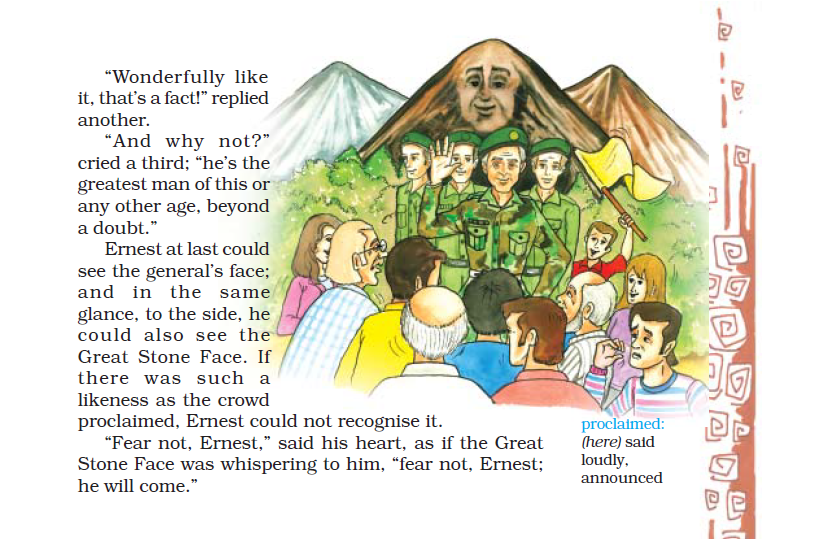 “Wonderfully like
it, that’s a fact!” replied
another.
“And why not?”
cried a third; “he’s the
greatest man of this or
any other age, beyond
a doubt.”
Ernest at last could
see the general’s face;
and in the same
glance, to the side, he
could also see the
Great Stone Face. If
there was such a
likeness as the crowd
proclaimed, Ernest could not recognise it.
“Fear not, Ernest,” said his heart, as if the Great
Stone Face was whispering to him, “fear not, Ernest;
he will come.”
proclaimed:
(here) said
loudly,
announced